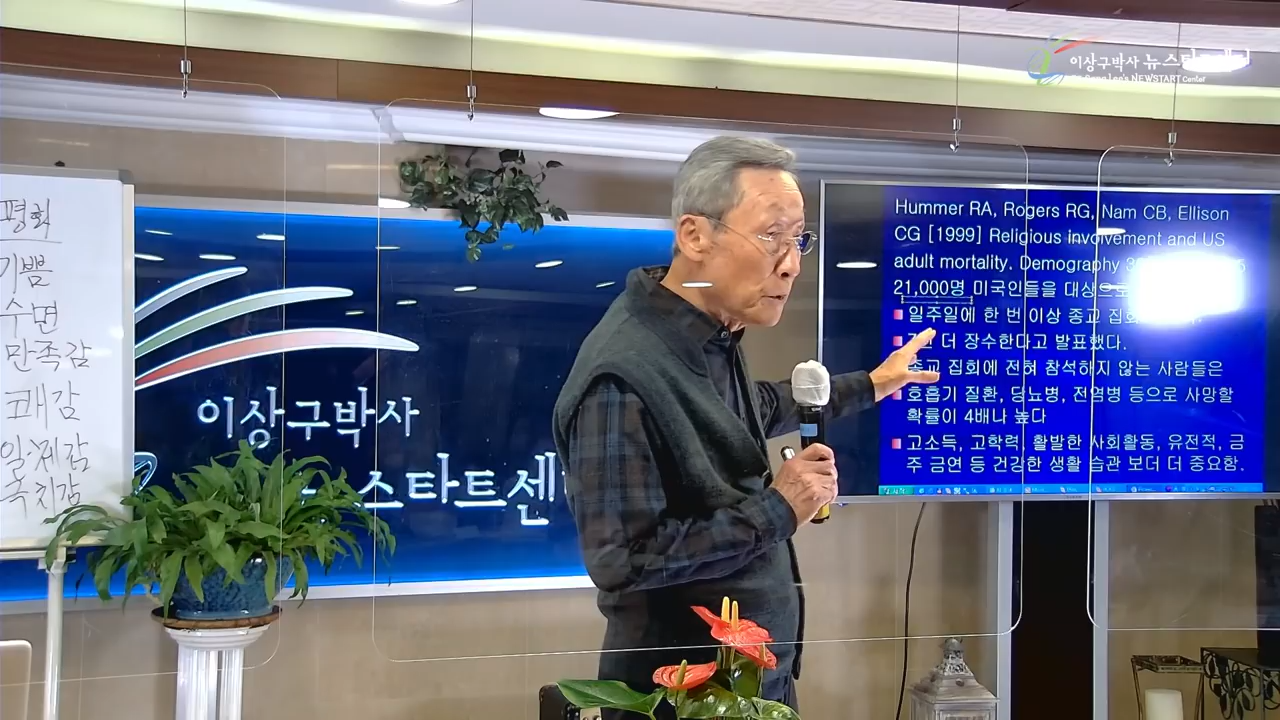 이상구박사 뉴스타트센터
Lee's NEWSTART Center
평화
기쁨
수면
만족감
쾌감
일체감
이상구박사
스타트센
Hummer RA, Rogers RG, Nam CB, Ellison
CG [1999] Religious involvement and US
adult mortality. Demography
21,000명 미국인들을 대상으로
일주일에 한 번 이상 종교 집회
더 장수한다고 발표했다.
종교 집회에 전혀 참석하지 않는 사람들은
호흡기 질환, 당뇨병, 전염병 등으로 사망할
확률이 4배나 높다
고소득, 고학력, 활발한 사회활동, 유전적, 금
주 금연 등 건강한 생활 습관 보더 더 중요함.